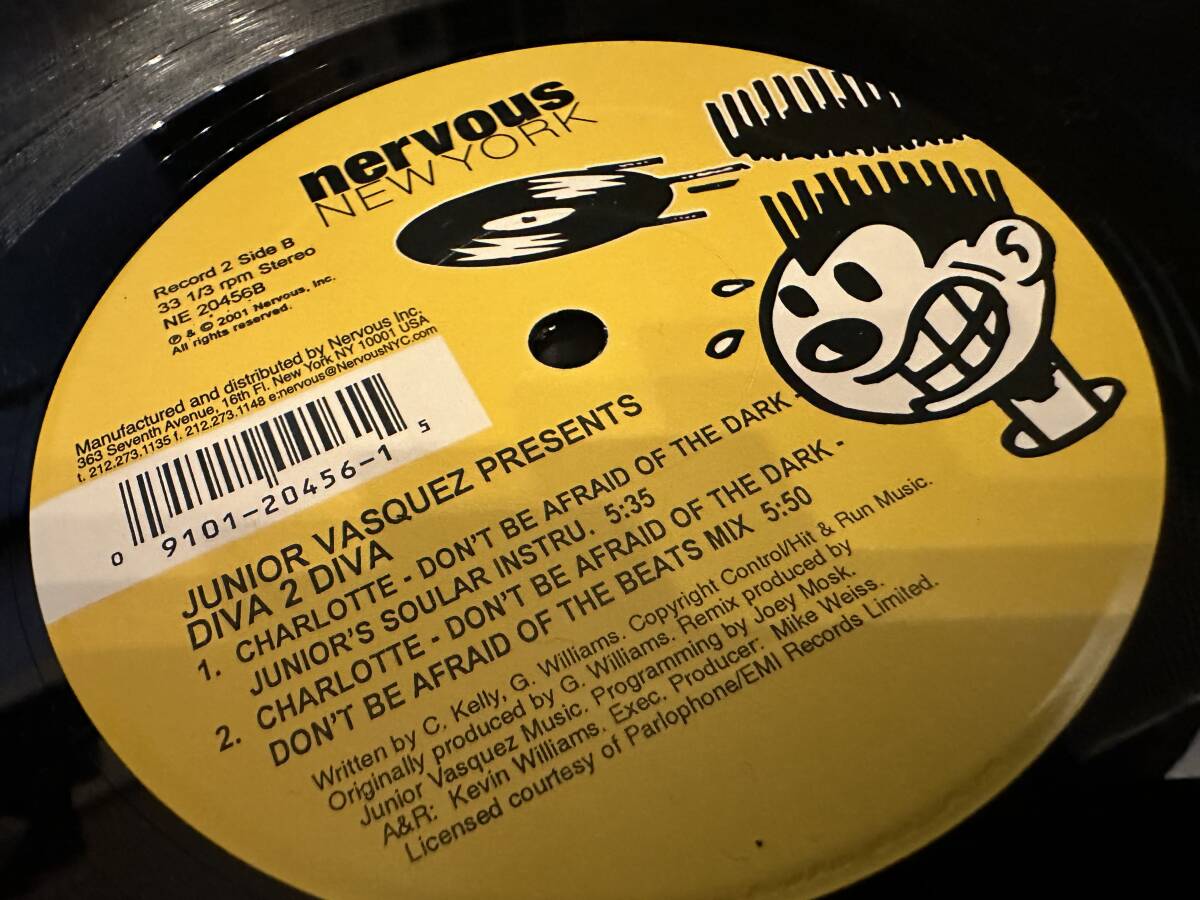 nervous
NEW YORK
Record 2 Side B
33 1/3 rpm Stereo
NE 20456B
℗ & © 2001 Nervous, Inc.
All rights reserved.
Manufactured and distributed by Nervous Inc.
363 Seventh Avenue, 16th Fl. New York NY 10001 USA
t. 212.273.1135 f. 212.273.1148 e:nervous@NervousNYC.com
0 9101-20456-1 5
JUNIOR VASQUEZ PRESENTS
DIVA 2 DIVA
1. CHARLOTTE - DON'T BE AFRAID OF THE DARK -
JUNIOR'S SOULAR INSTRU. 5:35
2. CHARLOTTE - DON'T BE AFRAID OF THE DARK -
DON'T BE AFRAID OF THE BEATS MIX 5:50
Written by C. Kelly, G. Williams. Copyright Control/Hit & Run Music.
Originally produced by G. Williams. Remix produced by
Junior Vasquez Music. Programming by Joey Mosk.
A&R: Kevin Williams. Exec. Producer: Mike Weiss.
Licensed courtesy of Parlophone/EMI Records Limited.